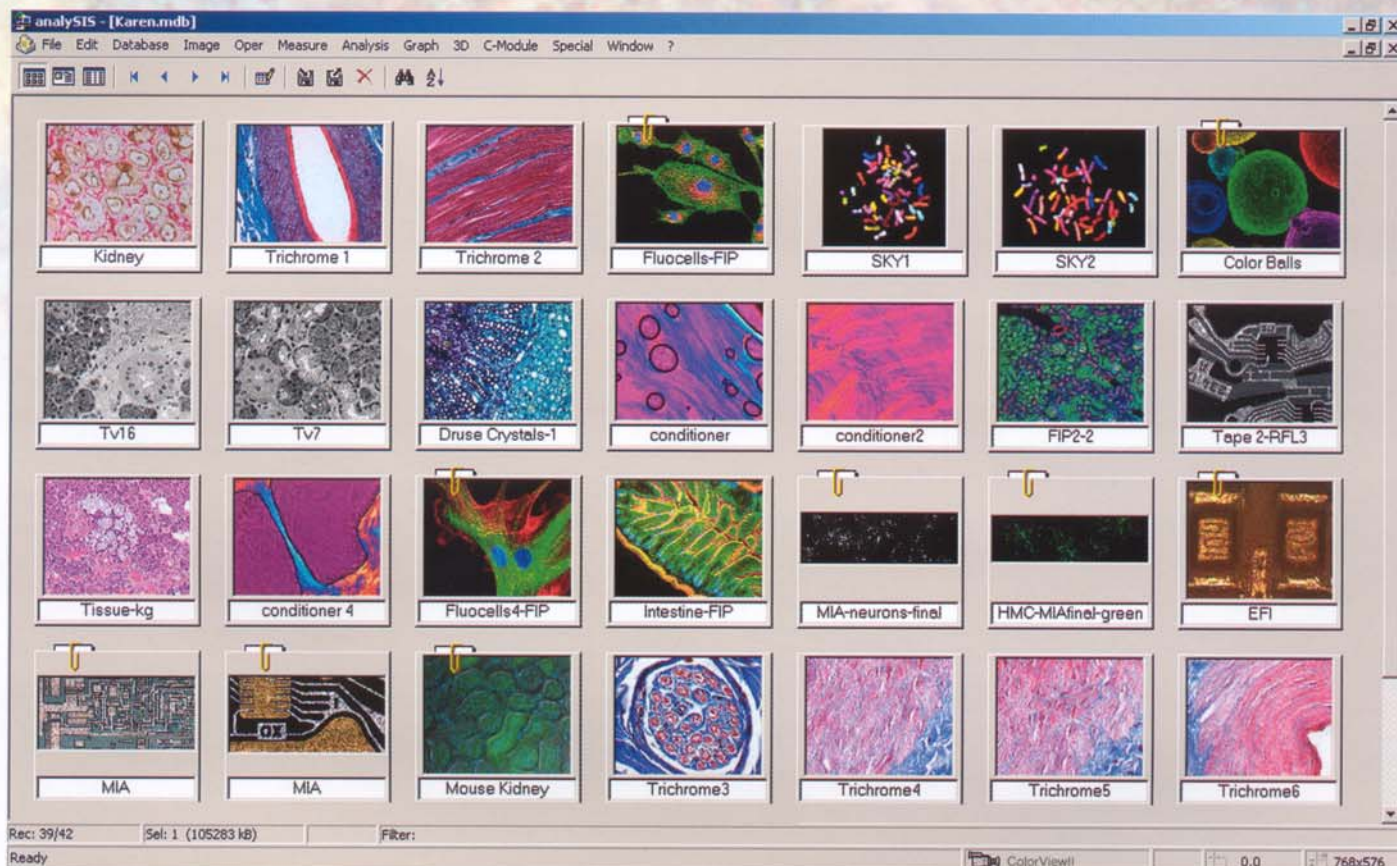 analySIS - [Karen.mdb]
File Edit Database Image Oper Measure Analysis Graph 3D C-Module Special Window ?
Kidney Trichrome 1 Trichrome 2 Fluocells-FIP SKY1 SKY2 Color Balls
Tv16 Tv7 Druse Crystals-1 conditioner conditioner2 FIP2-2 Tape 2-RFL3
Tissue-kg conditioner 4 Fluocells4-FIP Intestine-FIP MIA-neurons-final HMC-MIAfinal-green EFI
MIA MIA Mouse Kidney Trichrome3 Trichrome4 Trichrome5 Trichrome6
Rec: 39/42 Sel: 1 (105283 kB) Filter:
Ready ColorViewII 0.0 768x576